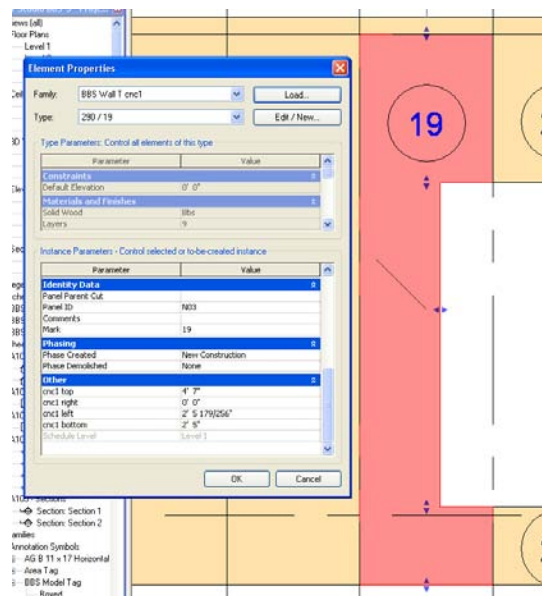 Floor Plans
Level 1
Element Properties
Family:
BBS Wall T cnc1
Load...
Type:
290 / 19
Edit / New...
Type Parameters: Control all elements of this type
Parameter
Value
Constraints
Default Elevation
0' 0"
Materials and Finishes
Solid Wood
Bbs
Layers
9
Instance Parameters - Control selected or to-be-created instance
Parameter
Value
Identity Data
Panel Parent Cut
Panel ID
N03
Comments
Mark
19
Phasing
Phase Created
New Construction
Phase Demolished
None
Other
cnc1 top
4' 7"
cnc1 right
0' 0"
cnc1 left
2' 5 179/256"
cnc1 bottom
2' 5"
Schedule Level
Level 1
OK
Cancel
Section: Section 1
Section: Section 2
Annotation Symbols
AG B 11 x 17 Horizontal
Area Tag
BBS Model Tag
Boxed
19